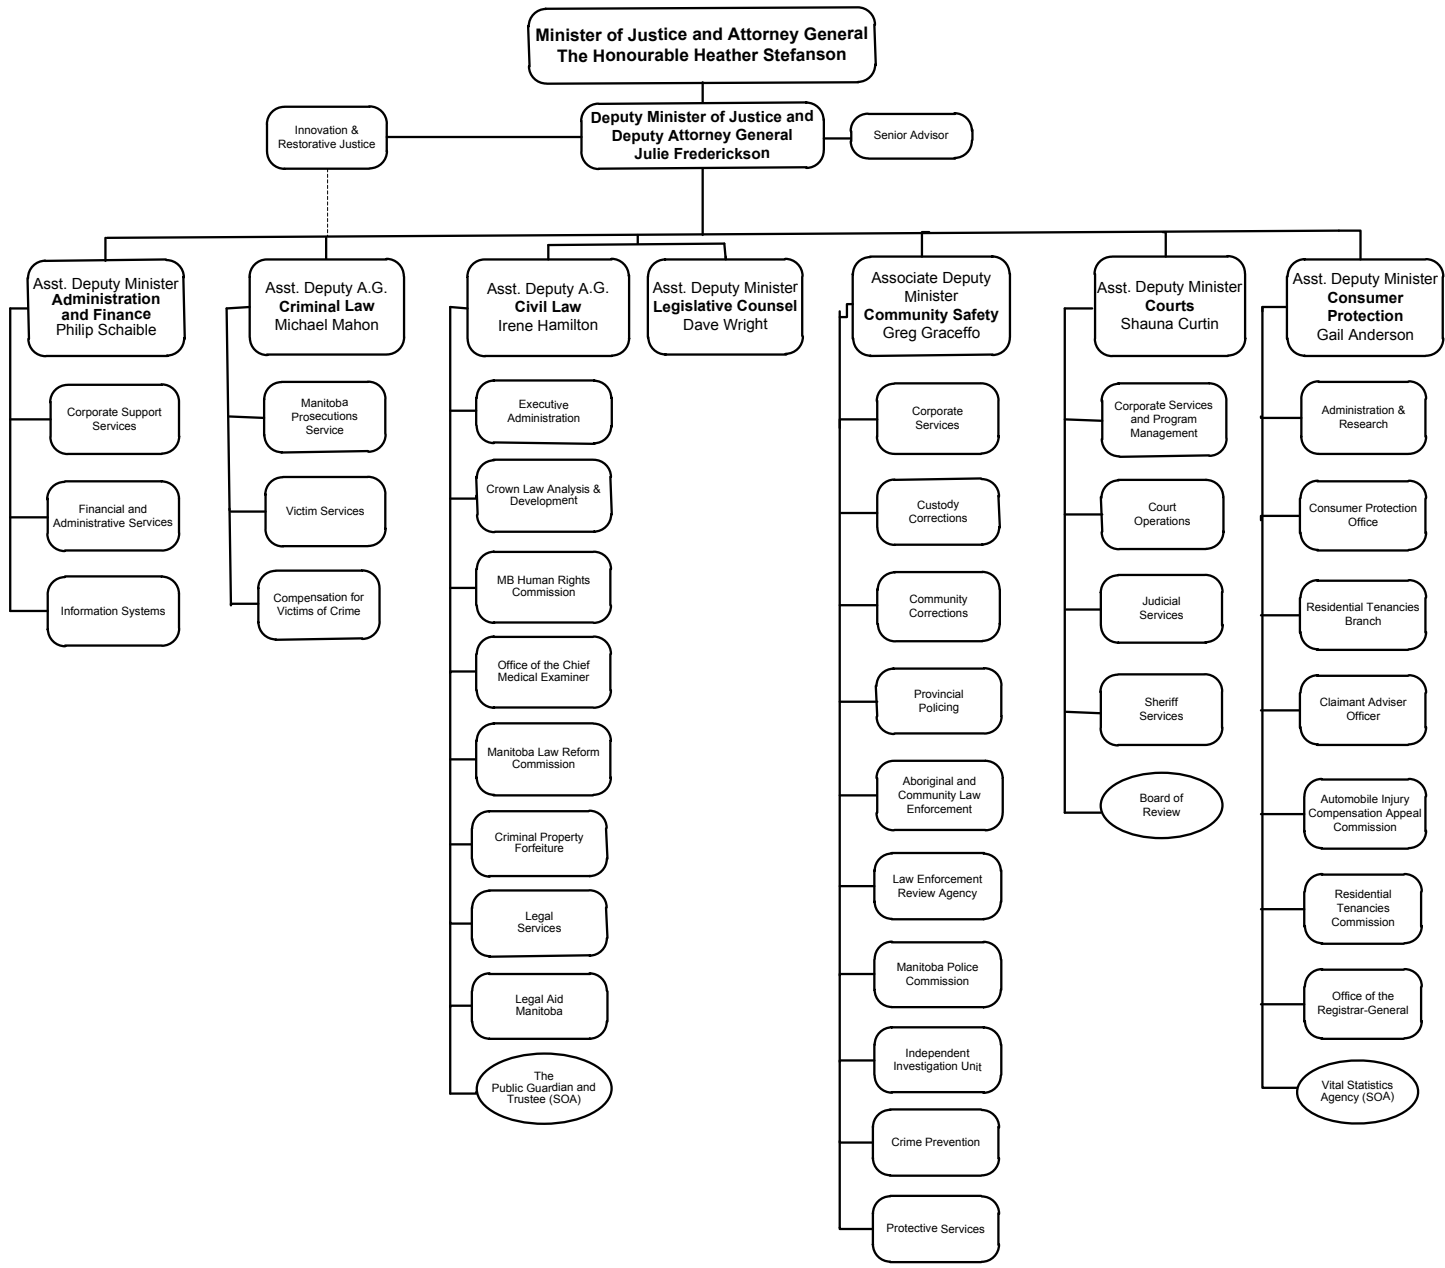 Minister of Justice and Attorney General
The Honourable Heather Stefanson
Innovation &
Restorative Justice
Deputy Minister of Justice and
Deputy Attorney General
Julie Frederickson
Senior Advisor
Asst. Deputy Minister
Administration
and Finance
Philip Schaible
Corporate Support
Services
Financial and
Administrative Services
Information Systems
Asst. Deputy A.G.
Criminal Law
Michael Mahon
Manitoba
Prosecutions
Service
Victim Services
Compensation for
Victims of Crime
Asst. Deputy A.G.
Civil Law
Irene Hamilton
Executive
Administration
Crown Law Analysis &
Development
MB Human Rights
Commission
Office of the Chief
Medical Examiner
Manitoba Law Reform
Commission
Criminal Property
Forfeiture
Legal
Services
Legal Aid
Manitoba
The
Public Guardian and
Trustee (SOA)
Asst. Deputy Minister
Legislative Counsel
Dave Wright
Associate Deputy
Minister
Community Safety
Greg Graceffo
Corporate
Services
Custody
Corrections
Community
Corrections
Provincial
Policing
Aboriginal and
Community Law
Enforcement
Law Enforcement
Review Agency
Manitoba Police
Commission
Independent
Investigation Unit
Crime Prevention
Protective Services
Asst. Deputy Minister
Courts
Shauna Curtin
Corporate Services
and Program
Management
Court
Operations
Judicial
Services
Sheriff
Services
Board of
Review
Asst. Deputy Minister
Consumer
Protection
Gail Anderson
Administration &
Research
Consumer Protection
Office
Residential Tenancies
Branch
Claimant Adviser
Officer
Automobile Injury
Compensation Appeal
Commission
Residential
Tenancies
Commission
Office of the
Registrar-General
Vital Statistics
Agency (SOA)